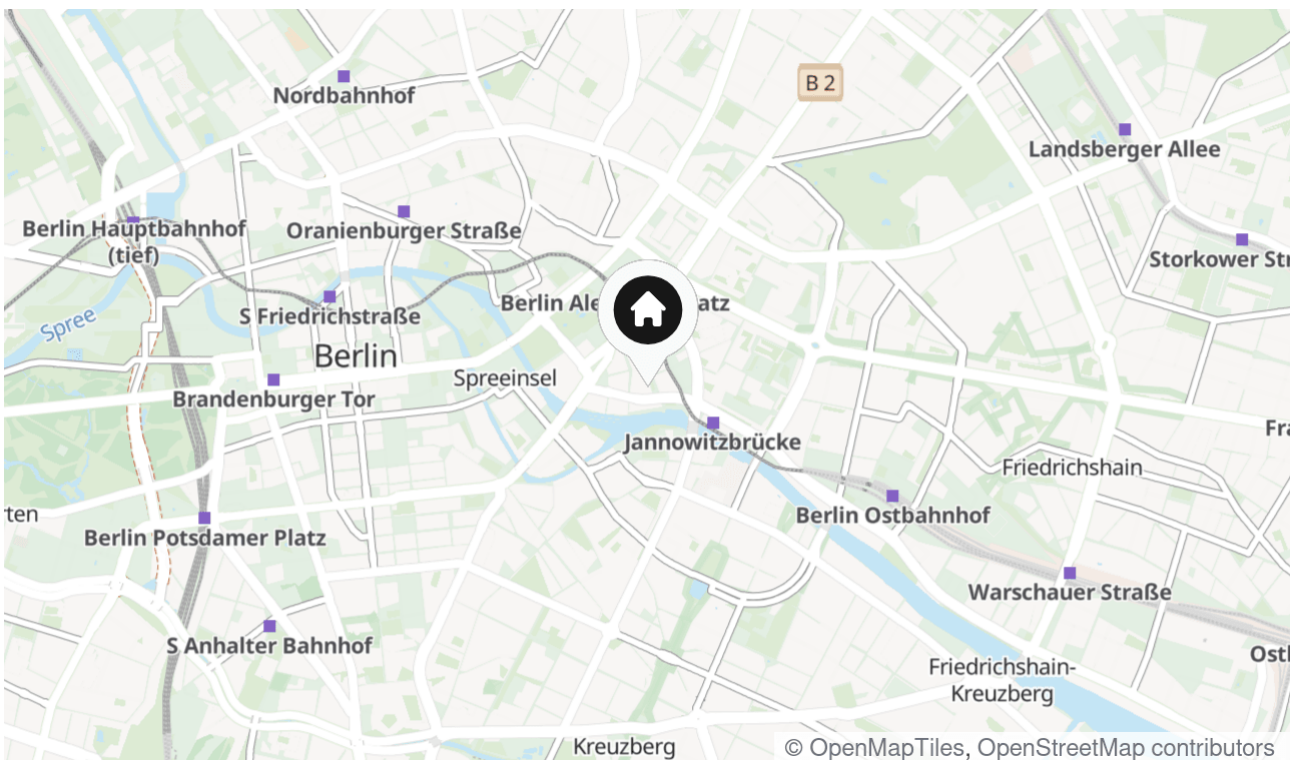 B 2
Nordbahnhof
Landsberger Allee
Berlin Hauptbahnhof
(tief)
Oranienburger Straße
Storkower Str
Spree
S Friedrichstraße
Berlin Ale
atz
Berlin
Spreeinsel
Brandenburger Tor
Jannowitzbrücke
Fra
Friedrichshain
rten
Berlin Potsdamer Platz
Berlin Ostbahnhof
Warschauer Straße
S Anhalter Bahnhof
Ostl
Friedrichshain-
Kreuzberg
Kreuzberg
© OpenMapTiles, OpenStreetMap contributors